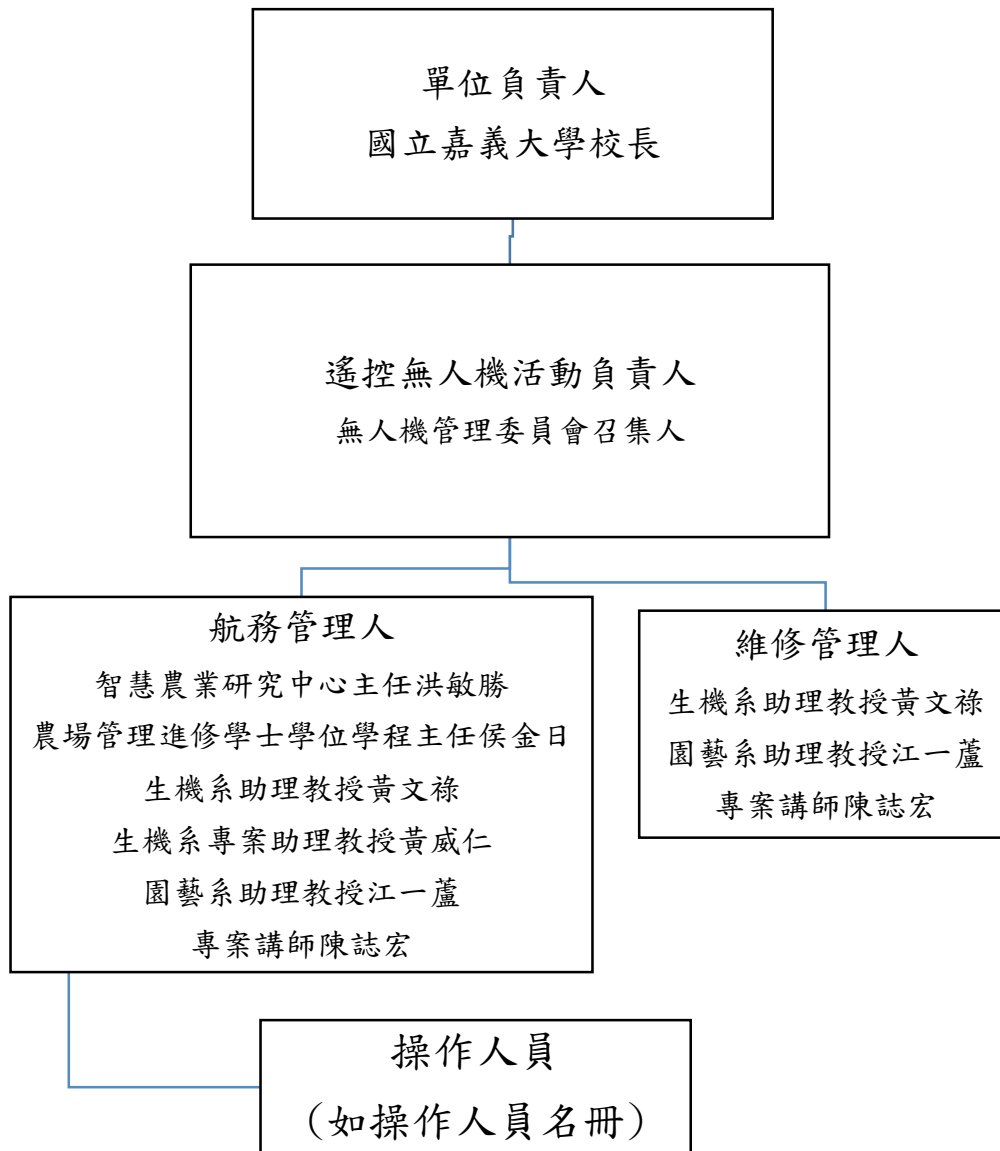 單位負責人
國立嘉義大學校長
遙控無人機活動負責人
無人機管理委員會召集人
航務管理人
智慧農業研究中心主任洪敏勝
農場管理進修學士學位學程主任侯金日
生機系助理教授黃文祿
生機系專案助理教授黃威仁
園藝系助理教授江一蘆
專案講師陳誌宏
維修管理人
生機系助理教授黃文祿
園藝系助理教授江一蘆
專案講師陳誌宏
操作人員
（如操作人員名冊）